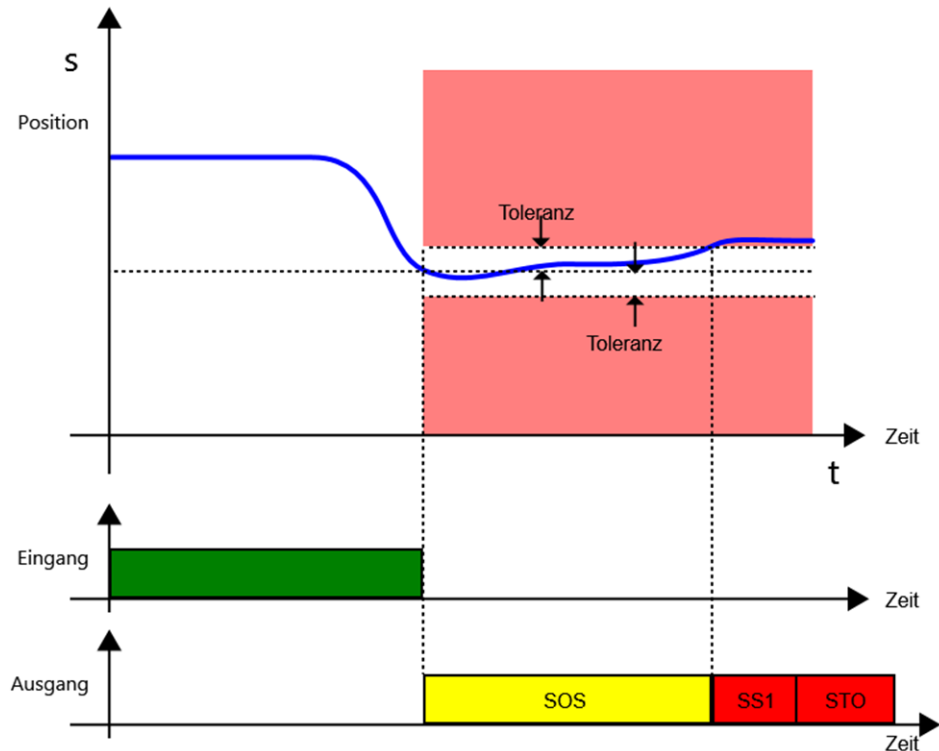 s
Position
Toleranz
Toleranz
Zeit
t
Eingang
Zeit
Ausgang
SOS
SS1
STO
Zeit